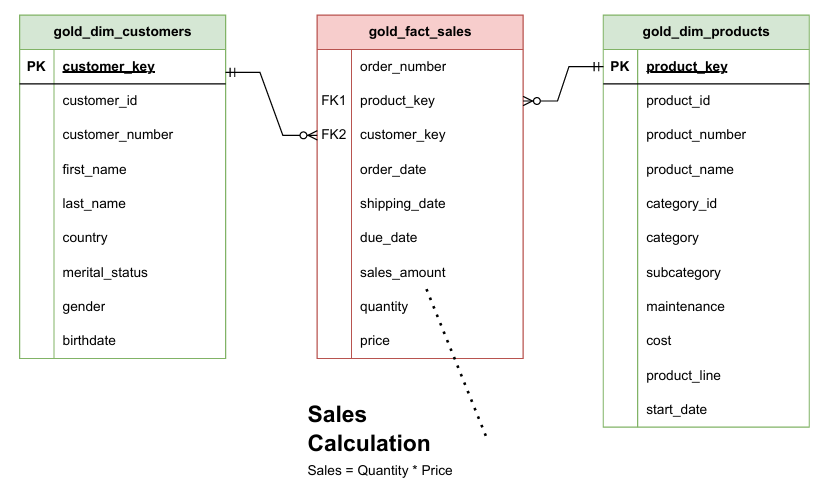 gold_dim_customers
PK customer_key
customer_id
customer_number
first_name
last_name
country
merital_status
gender
birthdate
gold_fact_sales
order_number
FK1 product_key
FK2 customer_key
order_date
shipping_date
due_date
sales_amount
quantity
price
gold_dim_products
PK product_key
product_id
product_number
product_name
category_id
category
subcategory
maintenance
cost
product_line
start_date
Sales
Calculation
Sales = Quantity * Price